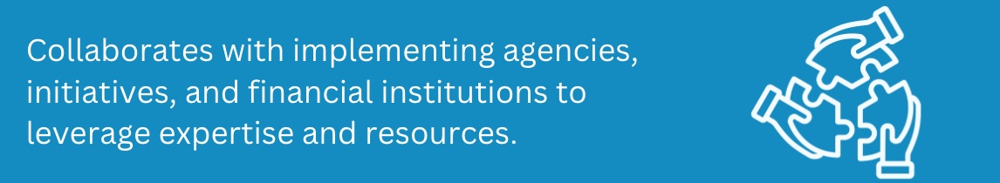 Collaborates with implementing agencies,
initiatives, and financial institutions to
leverage expertise and resources.